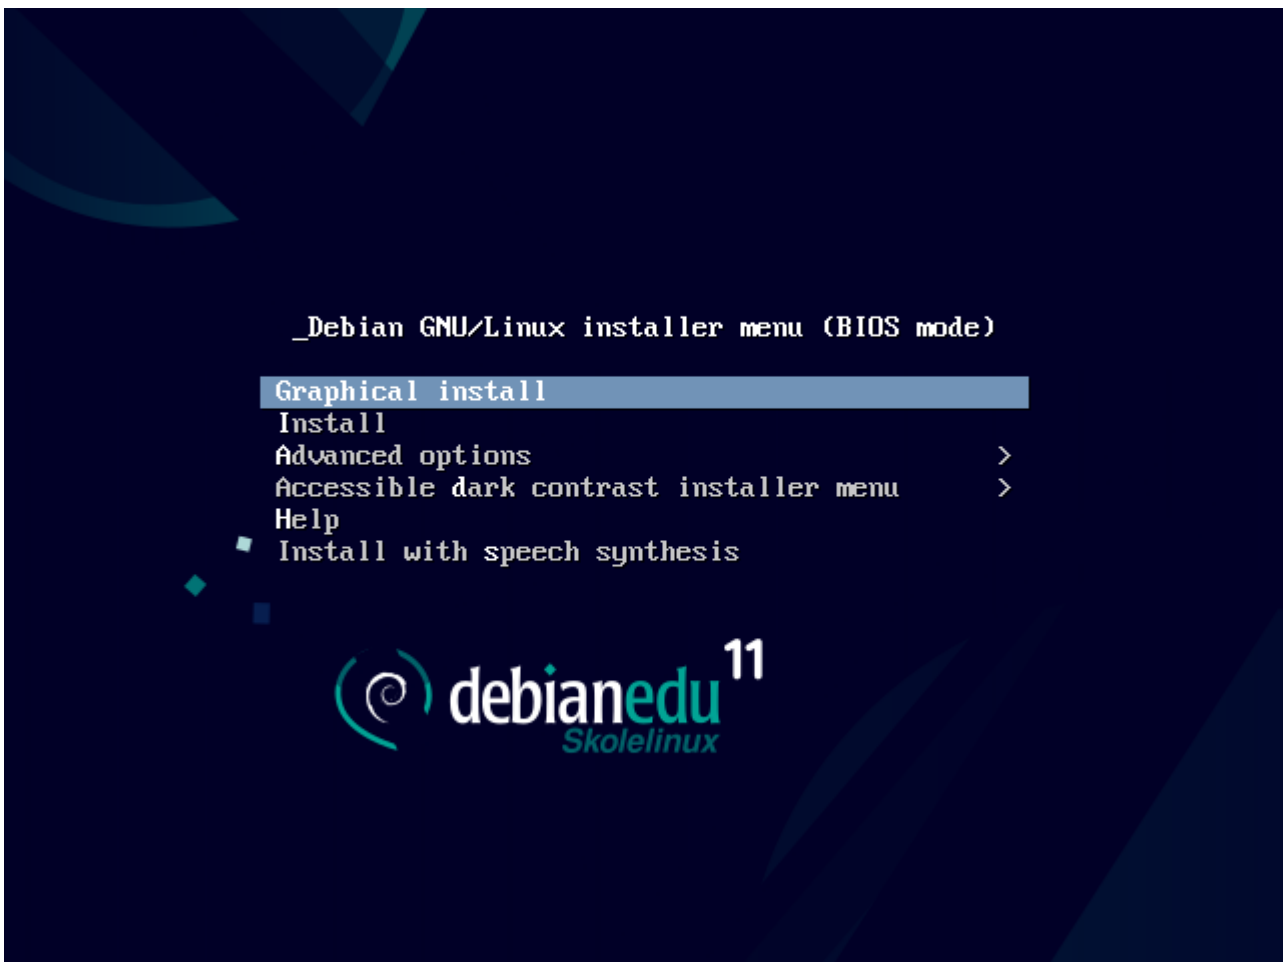 _Debian GNU/Linux installer menu (BIOS mode)
Graphical install
Install
Advanced options >
Accessible dark contrast installer menu >
Help
Install with speech synthesis
debianedu 11
Skolelinux